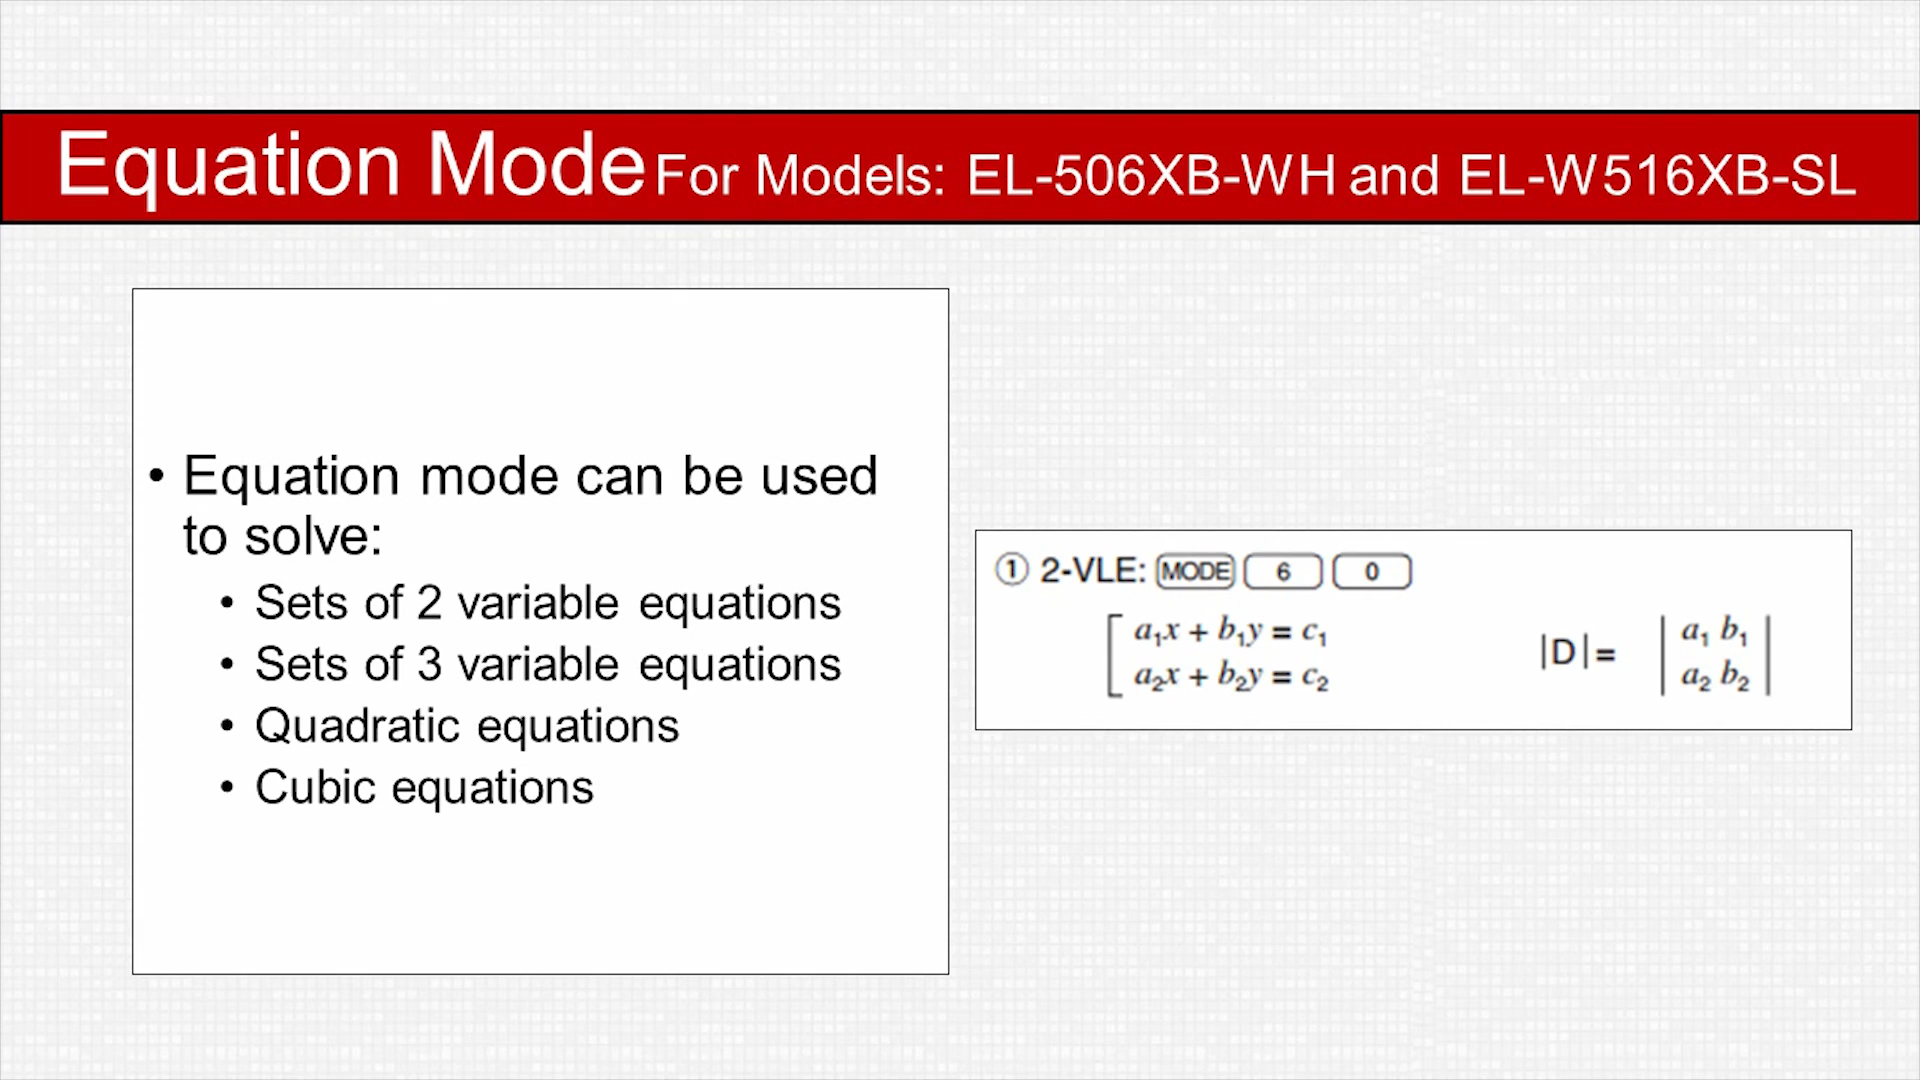 Equation Mode For Models: EL-506XB-WH and EL-W516XB-SL
• Equation mode can be used
to solve:
• Sets of 2 variable equations
• Sets of 3 variable equations
• Quadratic equations
• Cubic equations
① 2-VLE: MODE 6 0
a₁x + b₁y = c₁
a₂x + b₂y = c₂
|D| = | a₁ b₁ |
| a₂ b₂ |